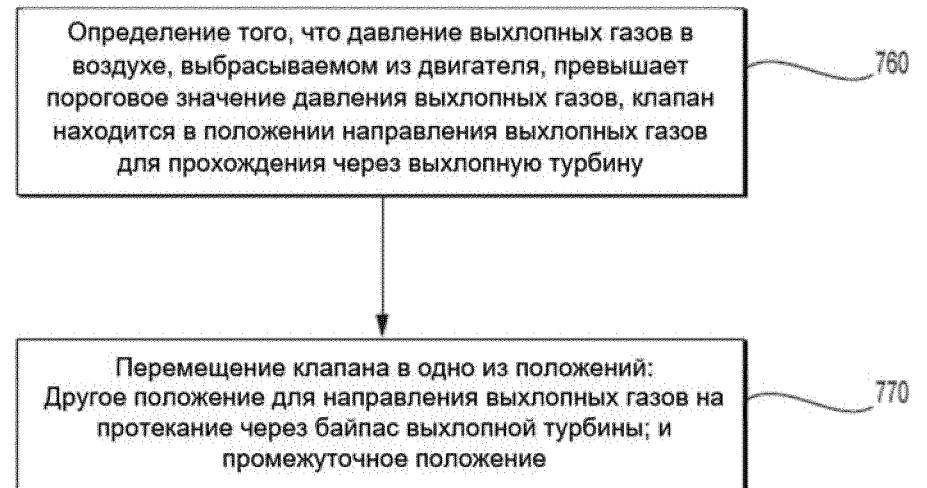 Определение того, что давление выхлопных газов в
воздухе, выбрасываемом из двигателя, превышает
пороговое значение давления выхлопных газов, клапан
находится в положении направления выхлопных газов
для прохождения через выхлопную турбину
760
Перемещение клапана в одно из положений:
Другое положение для направления выхлопных газов на
протекание через байпас выхлопной турбины; и
промежуточное положение
770